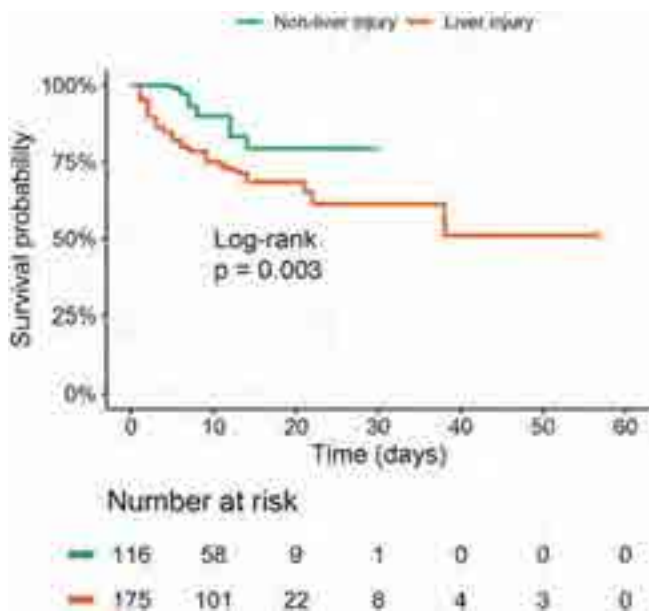 Non-liver injury Liver injury
100%
75%
50%
25%
0%
Survival probability
Log-rank
p = 0.003
0 10 20 30 40 50 60
Time (days)
Number at risk
116 58 9 1 0 0 0
175 101 22 8 4 3 0